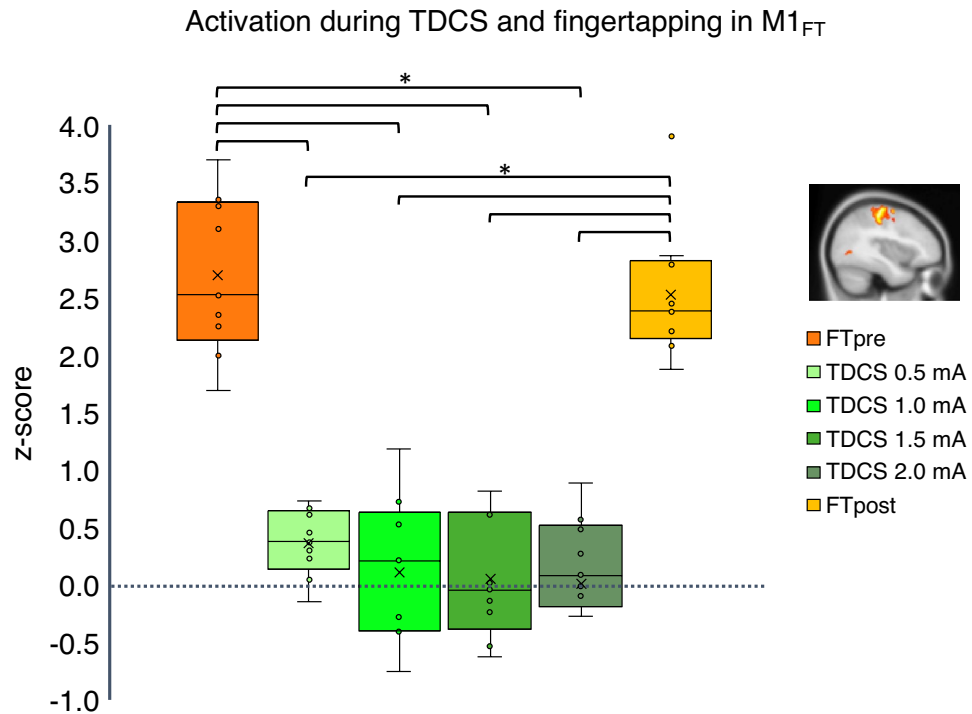 Activation during TDCS and fingertapping in M1FT
*
*
4.0
3.5
3.0
2.5
2.0
1.5
1.0
0.5
0.0
-0.5
-1.0
z-score
FTpre
TDCS 0.5 mA
TDCS 1.0 mA
TDCS 1.5 mA
TDCS 2.0 mA
FTpost